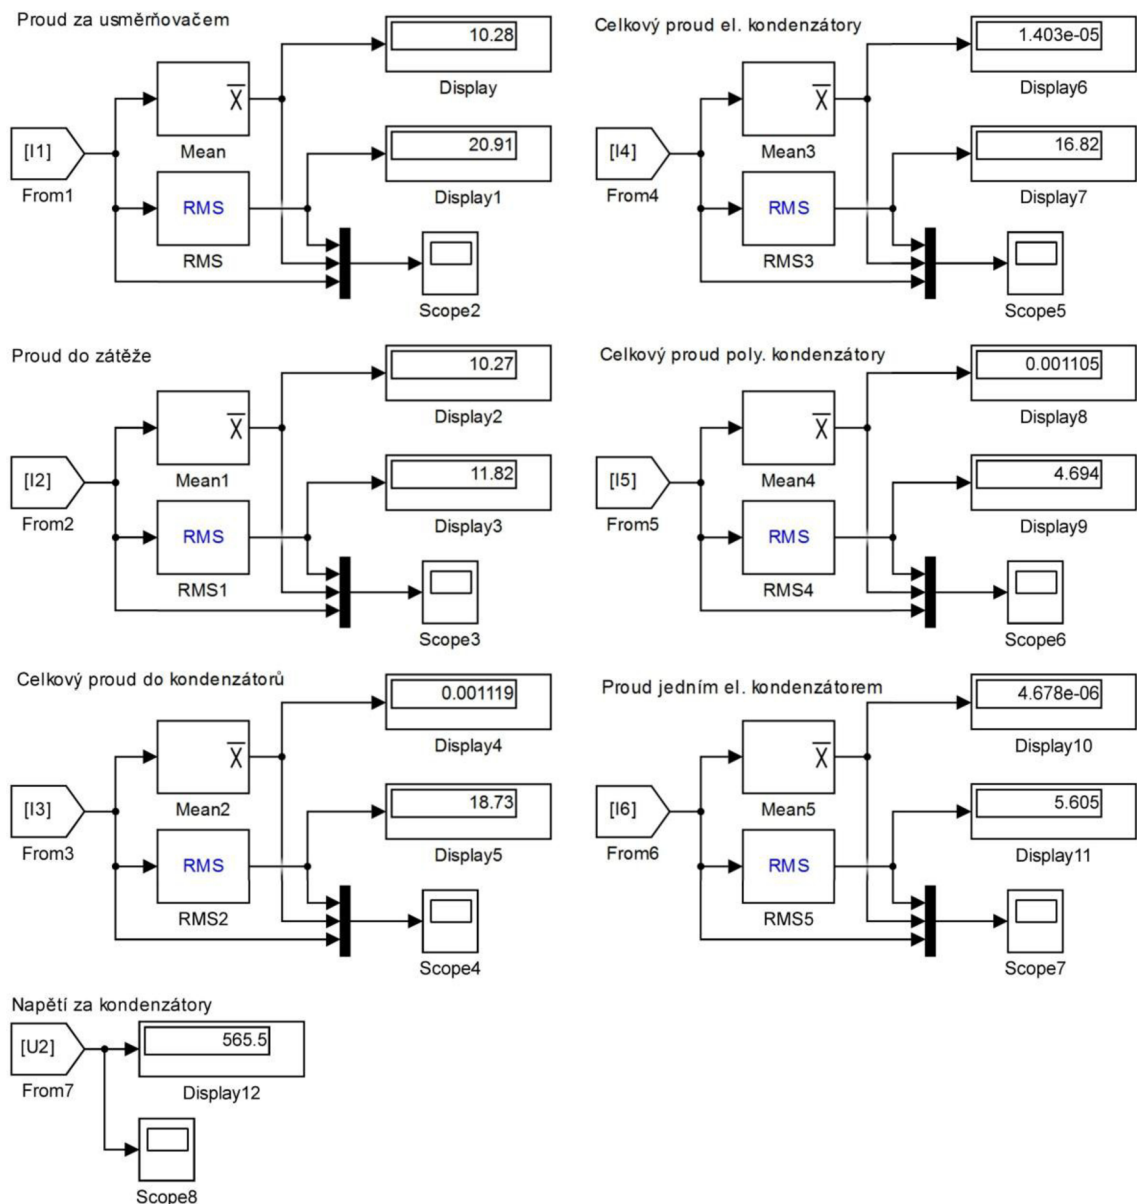 Proud za usměrňovačem
10.28
Display
X
Mean
20.91
Display1
[I1]
From1
RMS
RMS
Scope2
Celkový proud el. kondenzátory
1.403e-05
Display6
X
Mean3
16.82
Display7
[I4]
From4
RMS
RMS3
Scope5
Proud do zátěže
10.27
Display2
X
Mean1
11.82
Display3
[I2]
From2
RMS
RMS1
Scope3
Celkový proud poly. kondenzátory
0.001105
Display8
X
Mean4
4.694
Display9
[I5]
From5
RMS
RMS4
Scope6
Celkový proud do kondenzátorů
0.001119
Display4
X
Mean2
18.73
Display5
[I3]
From3
RMS
RMS2
Scope4
Proud jedním el. kondenzátorem
4.678e-06
Display10
X
Mean5
5.605
Display11
[I6]
From6
RMS
RMS5
Scope7
Napětí za kondenzátory
[U2]
From7
565.5
Display12
Scope8